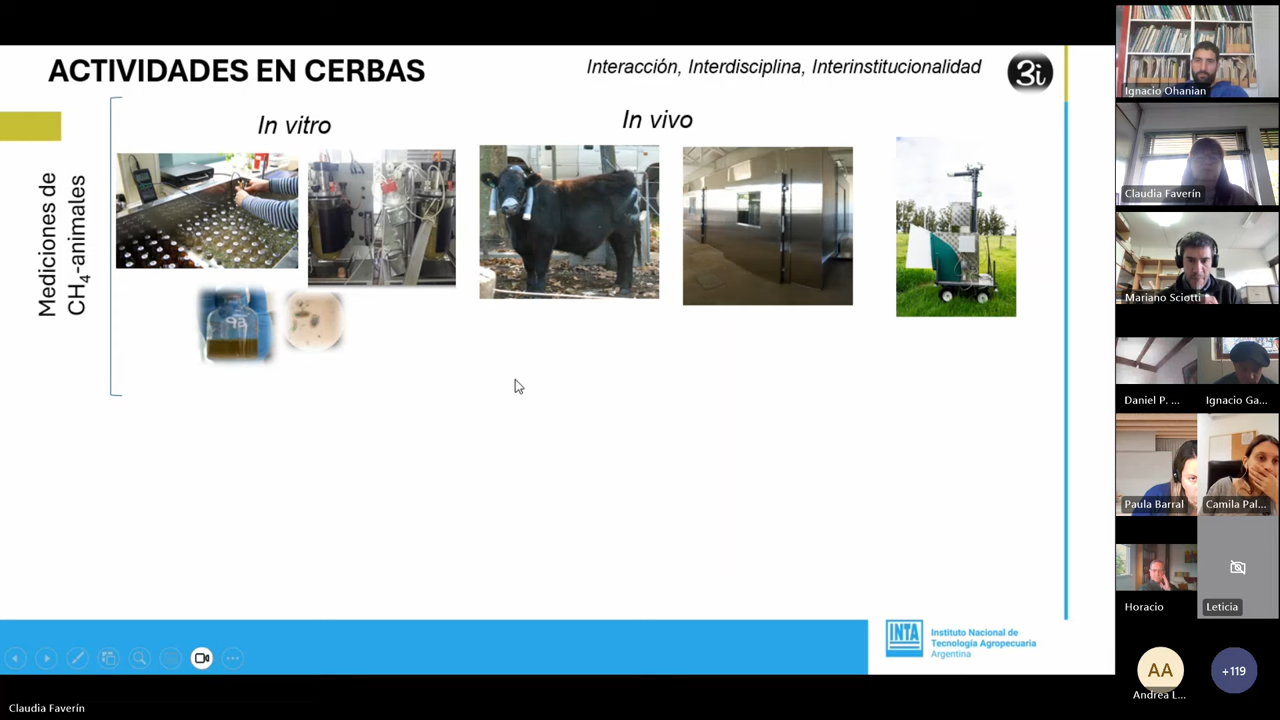 ACTIVIDADES EN CERBAS
Interacción, Interdisciplina, Interinstitucionalidad
3i
In vitro
In vivo
Mediciones de
CH₄-animales
93
INTA
Instituto Nacional de
Tecnología Agropecuaria
Argentina
Claudia Faverín
Ignacio Ohanian
Claudia Faverín
Mariano Sciotti
Daniel P. ...
Ignacio Ga...
Paula Barral
Camila Pal...
Horacio
Leticia
AA
Andrea L...
+119